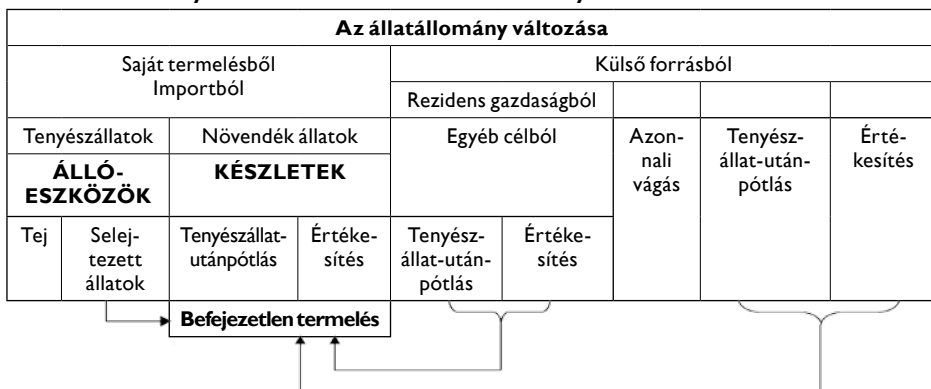 Az állatállomány változása
Saját termelésből
Importból
Külső forrásból
Rezidens gazdaságból
Tenyészállatok
Növendék állatok
Egyéb célból
Azon-
nali
vágás
Tenyész-
állat-után-
pótlás
Érté-
kesítés
ÁLLÓ-
ESZKÖZÖK
KÉSZLETEK
Tej
Selej-
tezett
állatok
Tenyészállat-
utánpótlás
Értéke-
sítés
Tenyész-
állat-után-
pótlás
Értéke-
sítés
Befejezetlen termelés